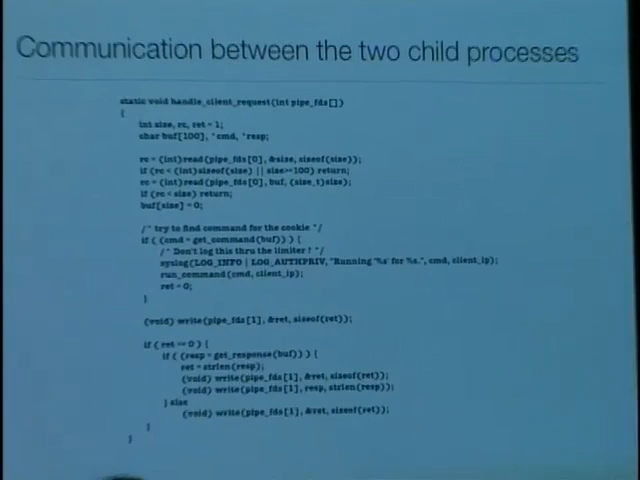 Communication between the two child processes
static void handle_client_request(int pipe_fds[])
{
int size, rc, ret = 1;
char buf[100], *cmd, *resp;
rc = (int)read(pipe_fds[0], &size, sizeof(size));
if (rc < (int)sizeof(size) || size>=100) return;
rc = (int)read(pipe_fds[0], buf, (size_t)size);
if (rc < size) return;
buf[size] = 0;
/* try to find command for the cookie */
if ( (cmd = get_command(buf)) ) {
/* Don't log this thru the limiter ? */
syslog(LOG_INFO | LOG_AUTHPRIV, "Running '%s' for %s.", cmd, client_ip);
run_command(cmd, client_ip);
ret = 0;
}
(void) write(pipe_fds[1], &ret, sizeof(ret));
if ( ret == 0 ) {
if ( (resp = get_response(buf)) ) {
ret = strlen(resp);
(void) write(pipe_fds[1], &ret, sizeof(ret));
(void) write(pipe_fds[1], resp, strlen(resp));
} else
(void) write(pipe_fds[1], &ret, sizeof(ret));
}
}